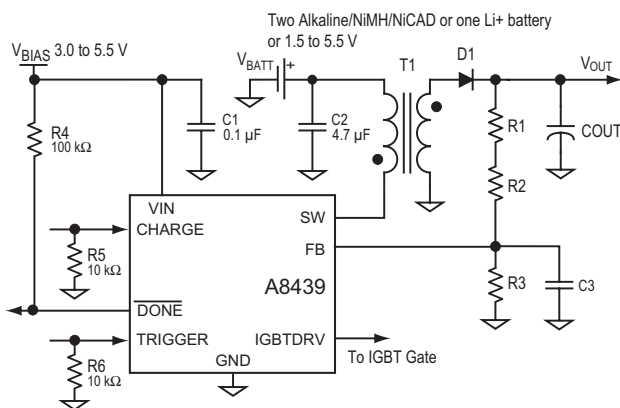 Two Alkaline/NiMH/NiCAD or one Li+ battery
or 1.5 to 5.5 V
VBIAS 3.0 to 5.5 V
VBATT
+
T1
D1
VOUT
R4
100 kΩ
C1
0.1 µF
C2
4.7 µF
R1
COUT
R2
VIN
SW
CHARGE
FB
R5
10 kΩ
A8439
R3
C3
DONE
TRIGGER
IGBTDRV
To IGBT Gate
GND
R6
10 kΩ